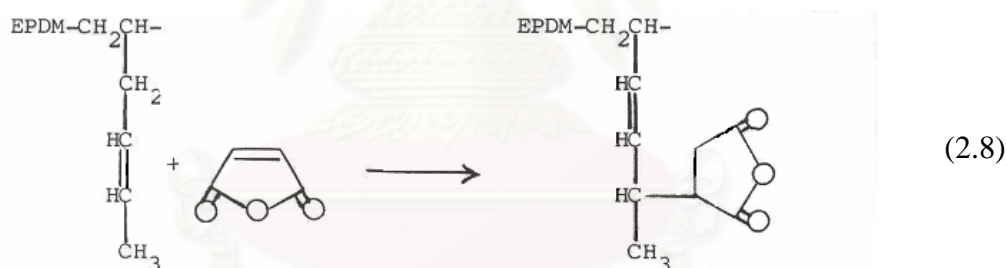 EPDM-CH2CH- EPDM-CH2CH-
CH2 HC
HC + HC (2.8)
HC HC
CH3 CH3